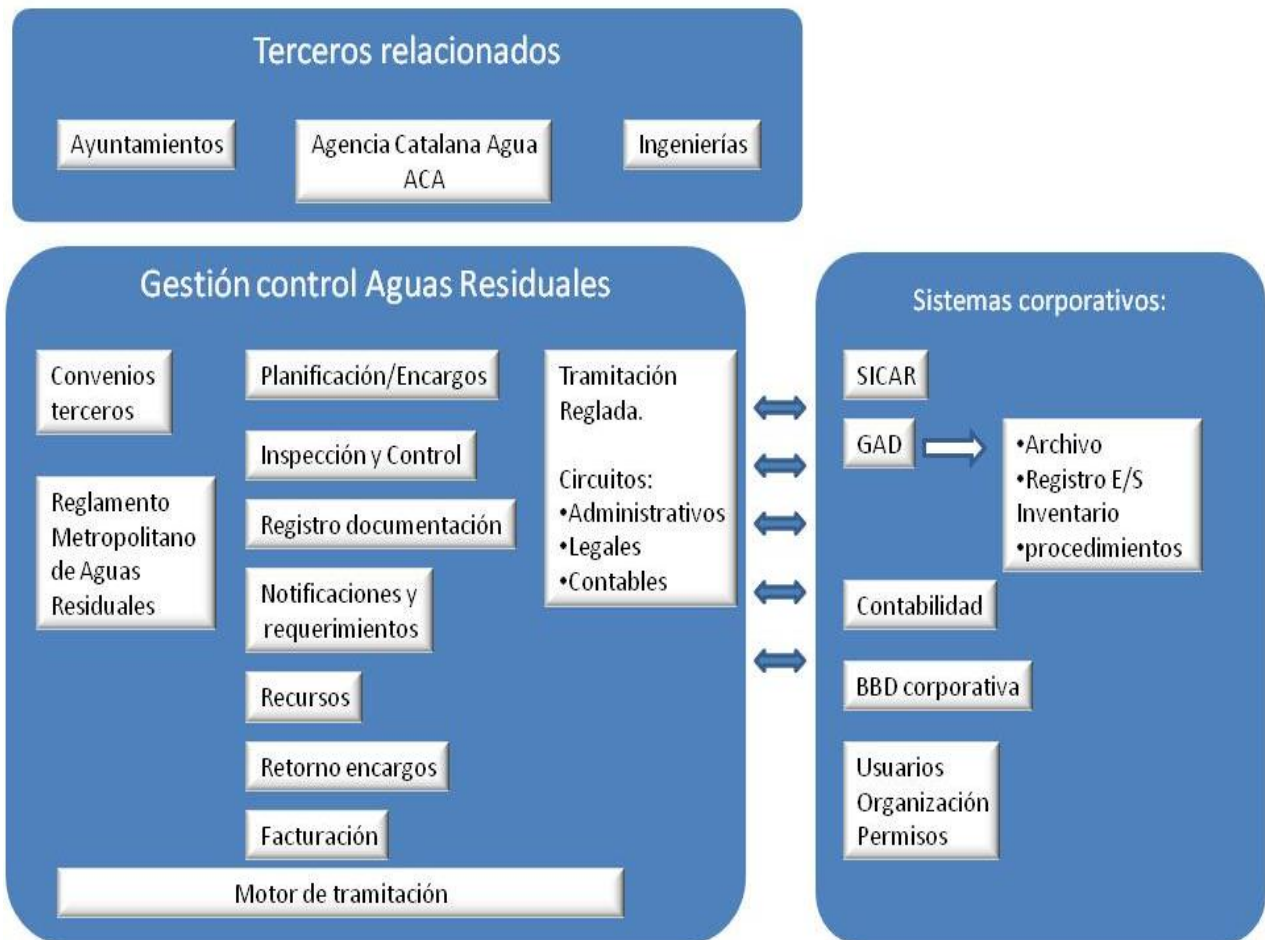 Terceros relacionados
Ayuntamientos
Agencia Catalana Agua
ACA
Ingenierías
Gestión control Aguas Residuales
Convenios
terceros
Reglamento
Metropolitano
de Aguas
Residuales
Planificación/Encargos
Inspección y Control
Registro documentación
Notificaciones y
requerimientos
Recursos
Retorno encargos
Facturación
Tramitación
Reglada.
Circuitos:
•Administrativos
•Legales
•Contables
Motor de tramitación
Sistemas corporativos:
SICAR
GAD
•Archivo
•Registro E/S
Inventario
•procedimientos
Contabilidad
BBD corporativa
Usuarios
Organización
Permisos